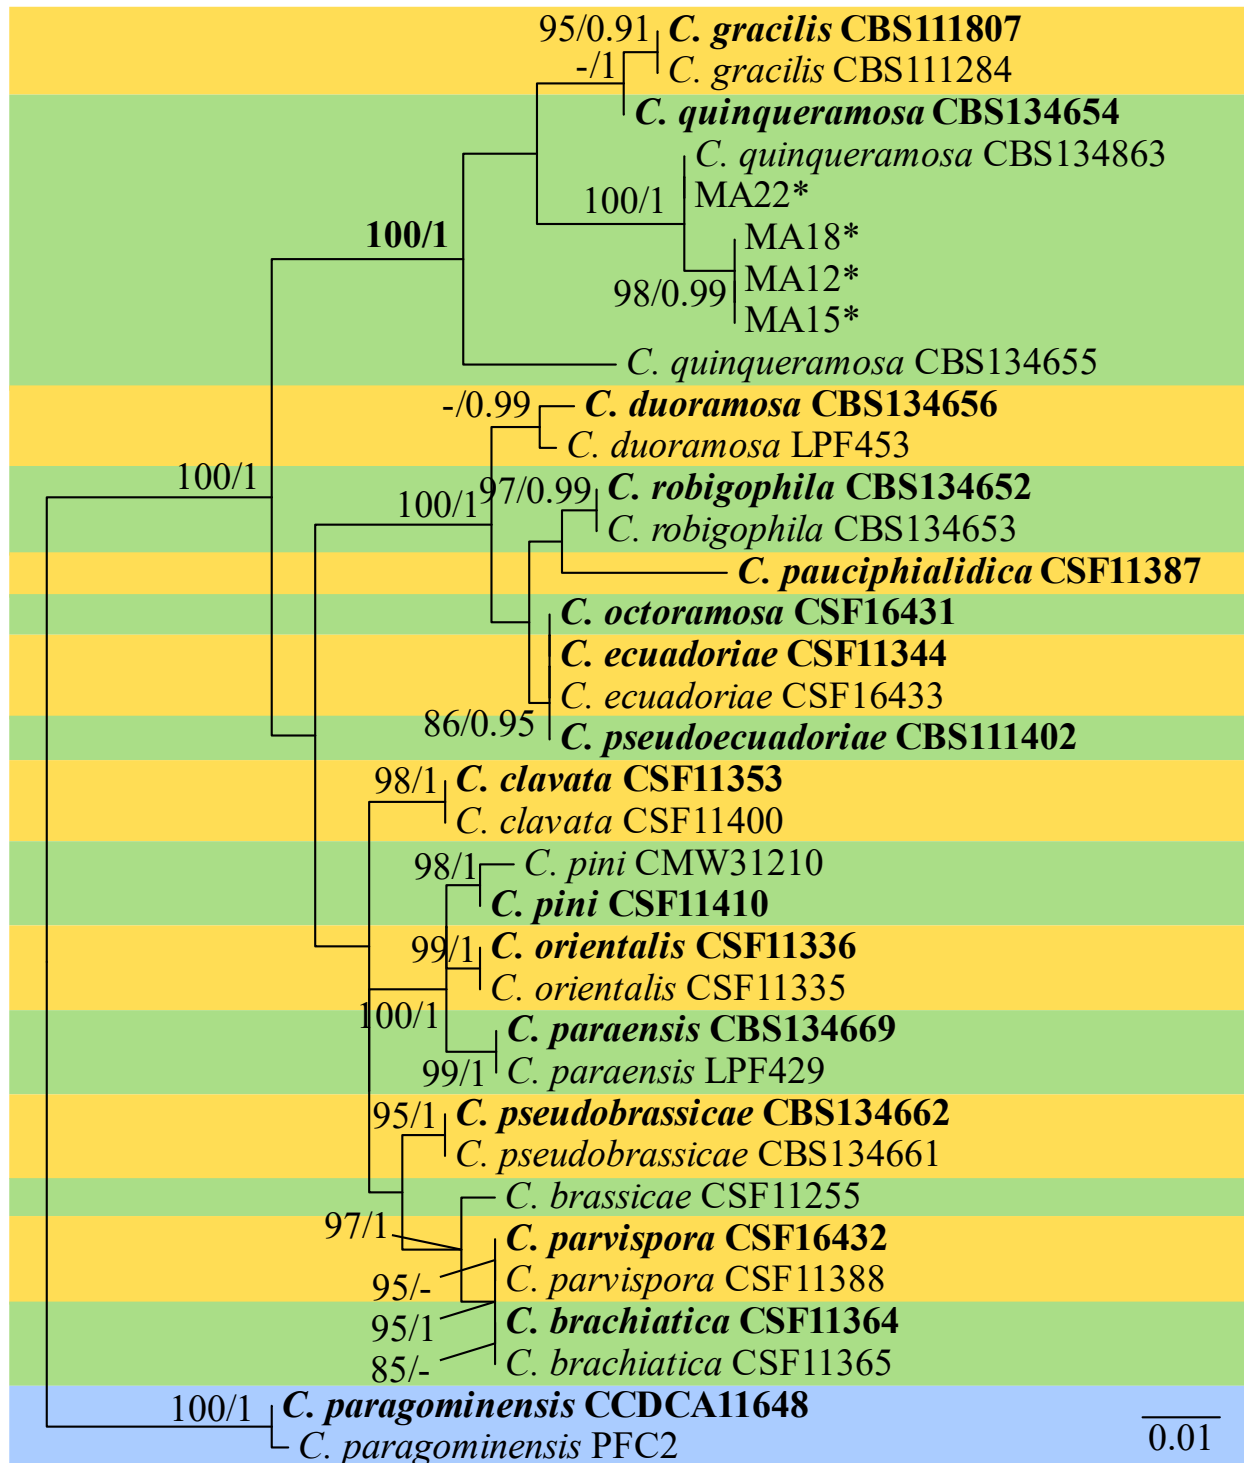 95/0.91 C. gracilis CBS111807
C. gracilis CBS111284
-/1
C. quinqueramosa CBS134654
C. quinqueramosa CBS134863
100/1 MA22*
100/1 MA18*
MA12*
98/0.99
MA15*
C. quinqueramosa CBS134655
-/0.99 C. duoramosa CBS134656
C. duoramosa LPF453
100/1
97/0.99 C. robigophila CBS134652
100/1 C. robigophila CBS134653
C. pauciphialidica CSF11387
C. octoramosa CSF16431
C. ecuadoriae CSF11344
C. ecuadoriae CSF16433
86/0.95 C. pseudoecuadoriae CBS111402
98/1 C. clavata CSF11353
C. clavata CSF11400
98/1 C. pini CMW31210
C. pini CSF11410
99/1 C. orientalis CSF11336
C. orientalis CSF11335
100/1 C. paraensis CBS134669
99/1 C. paraensis LPF429
95/1 C. pseudobrassicae CBS134662
C. pseudobrassicae CBS134661
C. brassicae CSF11255
97/1 C. parvispora CSF16432
95/- C. parvispora CSF11388
95/1 C. brachiatica CSF11364
85/- C. brachiatica CSF11365
100/1 C. paragominensis CCDCA11648
C. paragominensis PFC2
0.01